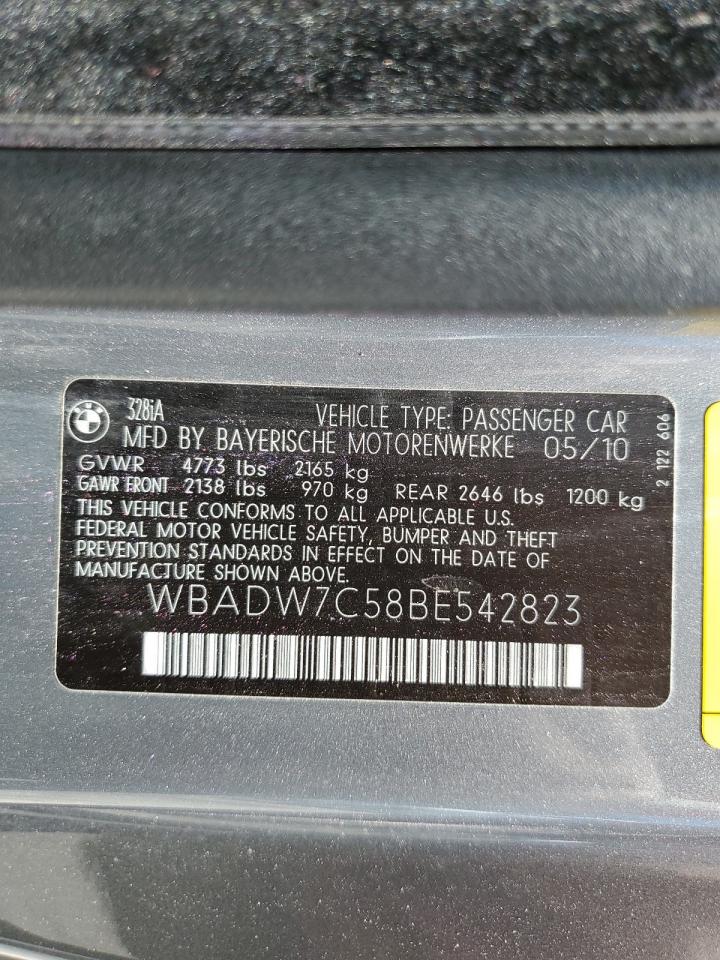 328iA
VEHICLE TYPE: PASSENGER CAR
MFD BY BAYERISCHE MOTORENWERKE 05/10
GVWR 4773 lbs 2165 kg
GAWR FRONT 2138 lbs 970 kg REAR 2646 lbs 1200 kg
THIS VEHICLE CONFORMS TO ALL APPLICABLE U.S.
FEDERAL MOTOR VEHICLE SAFETY, BUMPER AND THEFT
PREVENTION STANDARDS IN EFFECT ON THE DATE OF
MANUFACTURE SHOWN ABOVE.
WBADW7C58BE542823
2 122 606